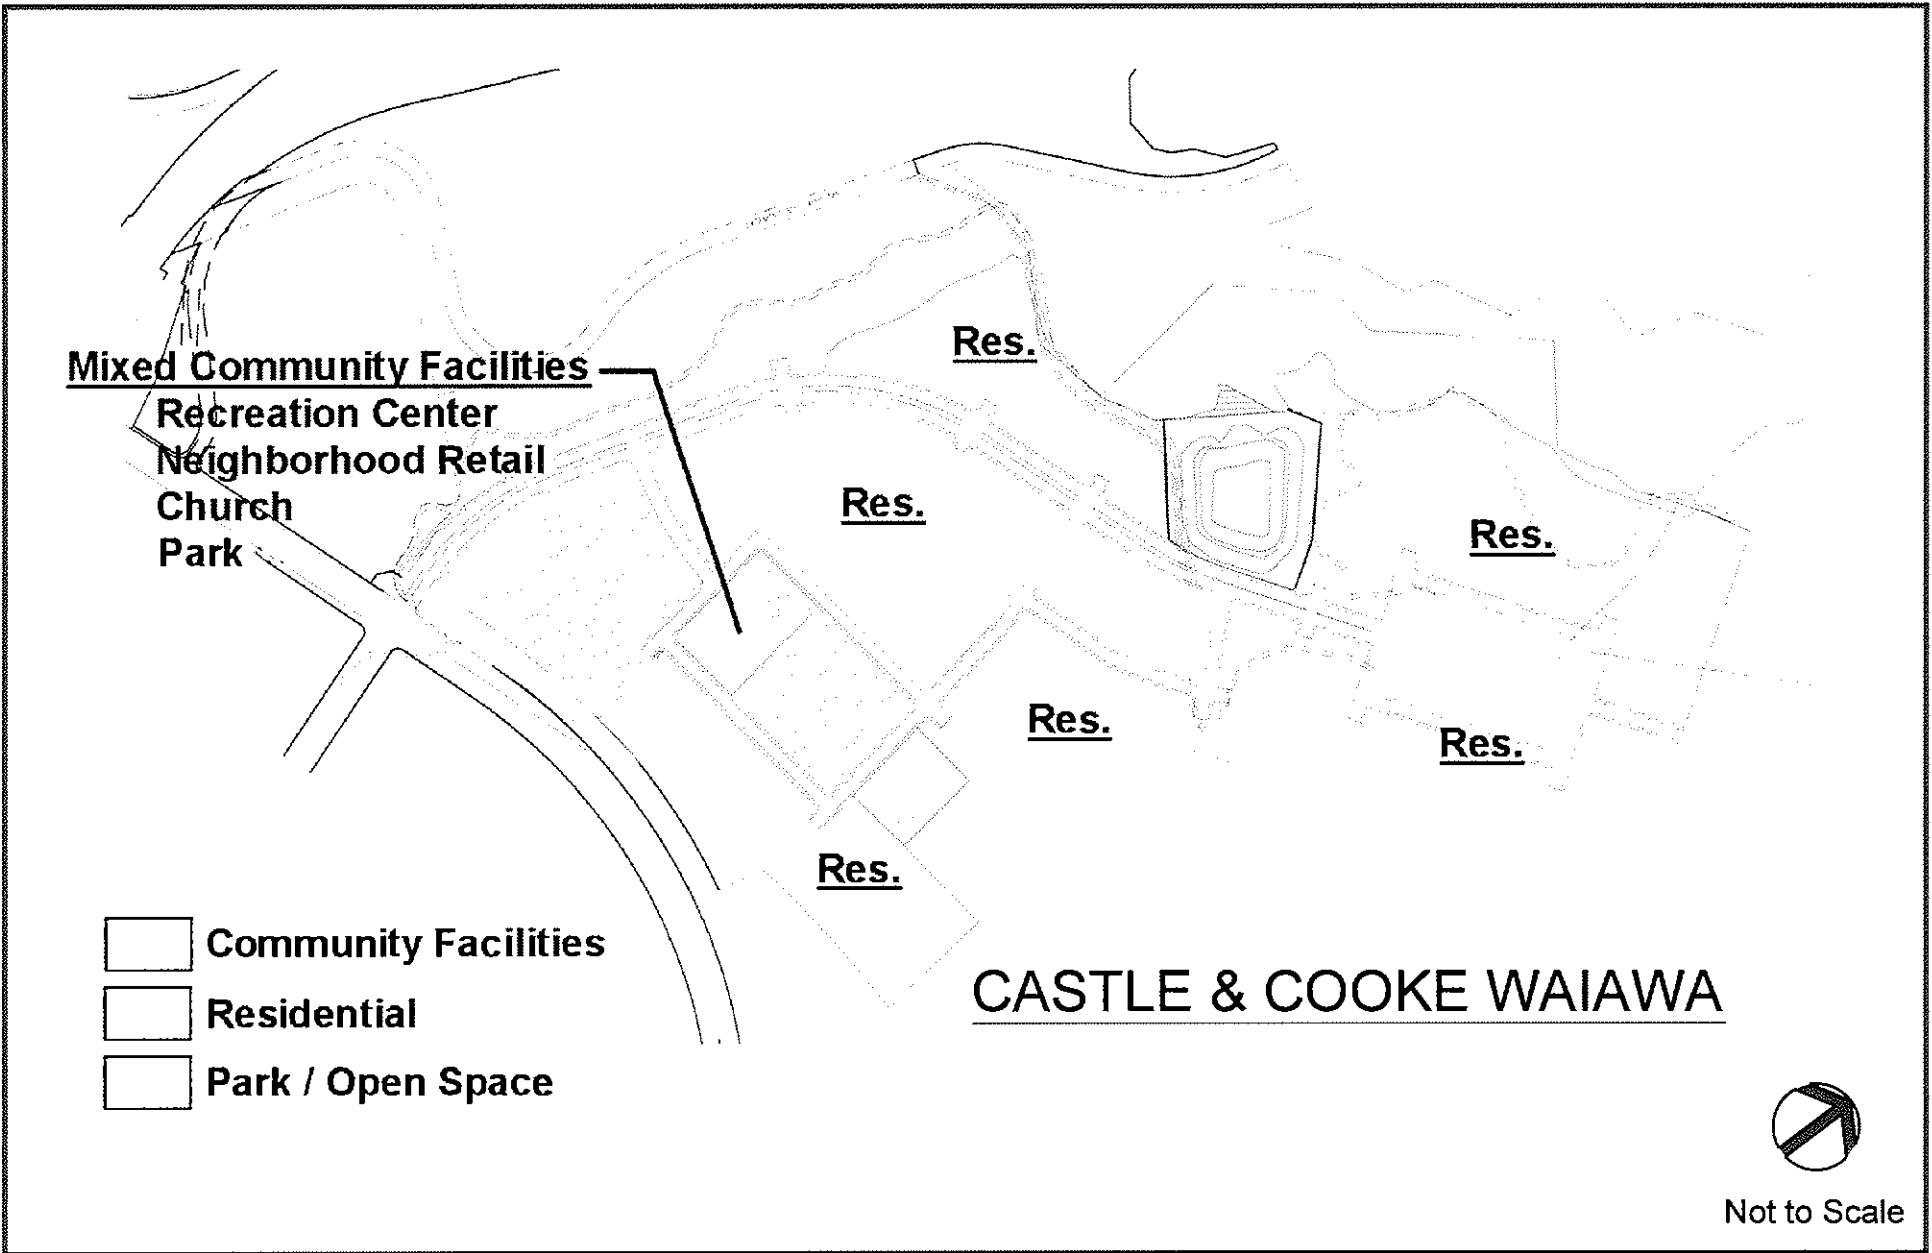 Res.
Mixed Community Facilities
Recreation Center
Neighborhood Retail
Church
Park
Res.
Res.
Res.
Res.
Res.
Community Facilities
Residential
Park / Open Space
CASTLE & COOKE WAIAWA
Not to Scale